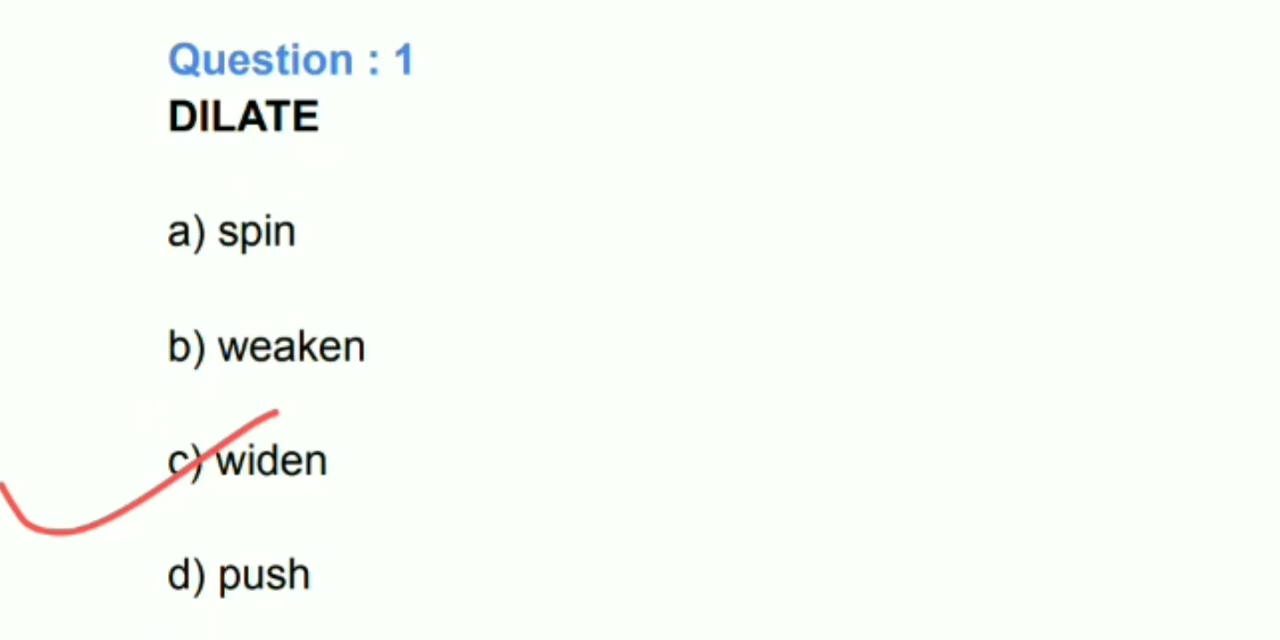 Question : 1
DILATE
a) spin
b) weaken
c) widen
d) push